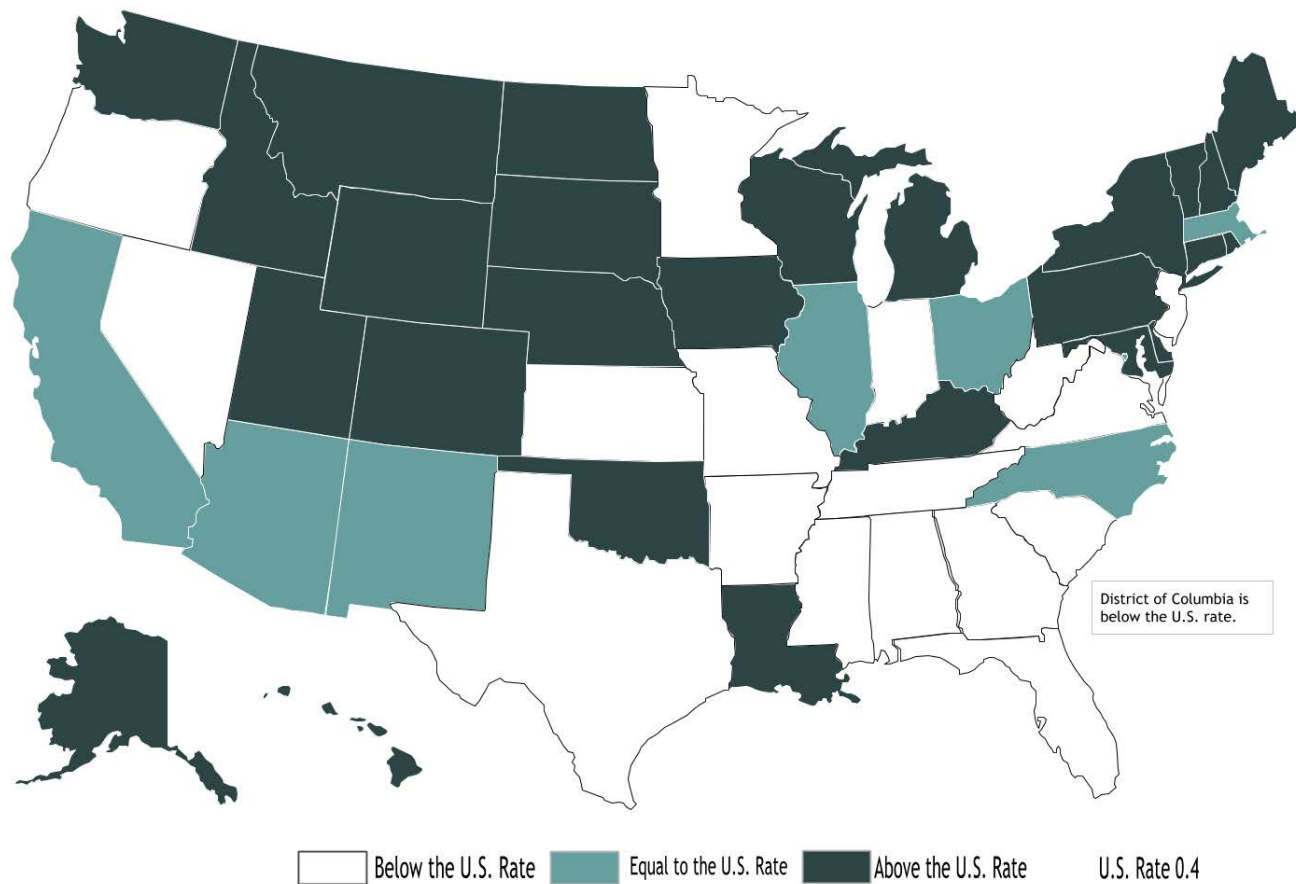 District of Columbia is
below the U.S. rate.
Below the U.S. Rate Equal to the U.S. Rate Above the U.S. Rate U.S. Rate 0.4